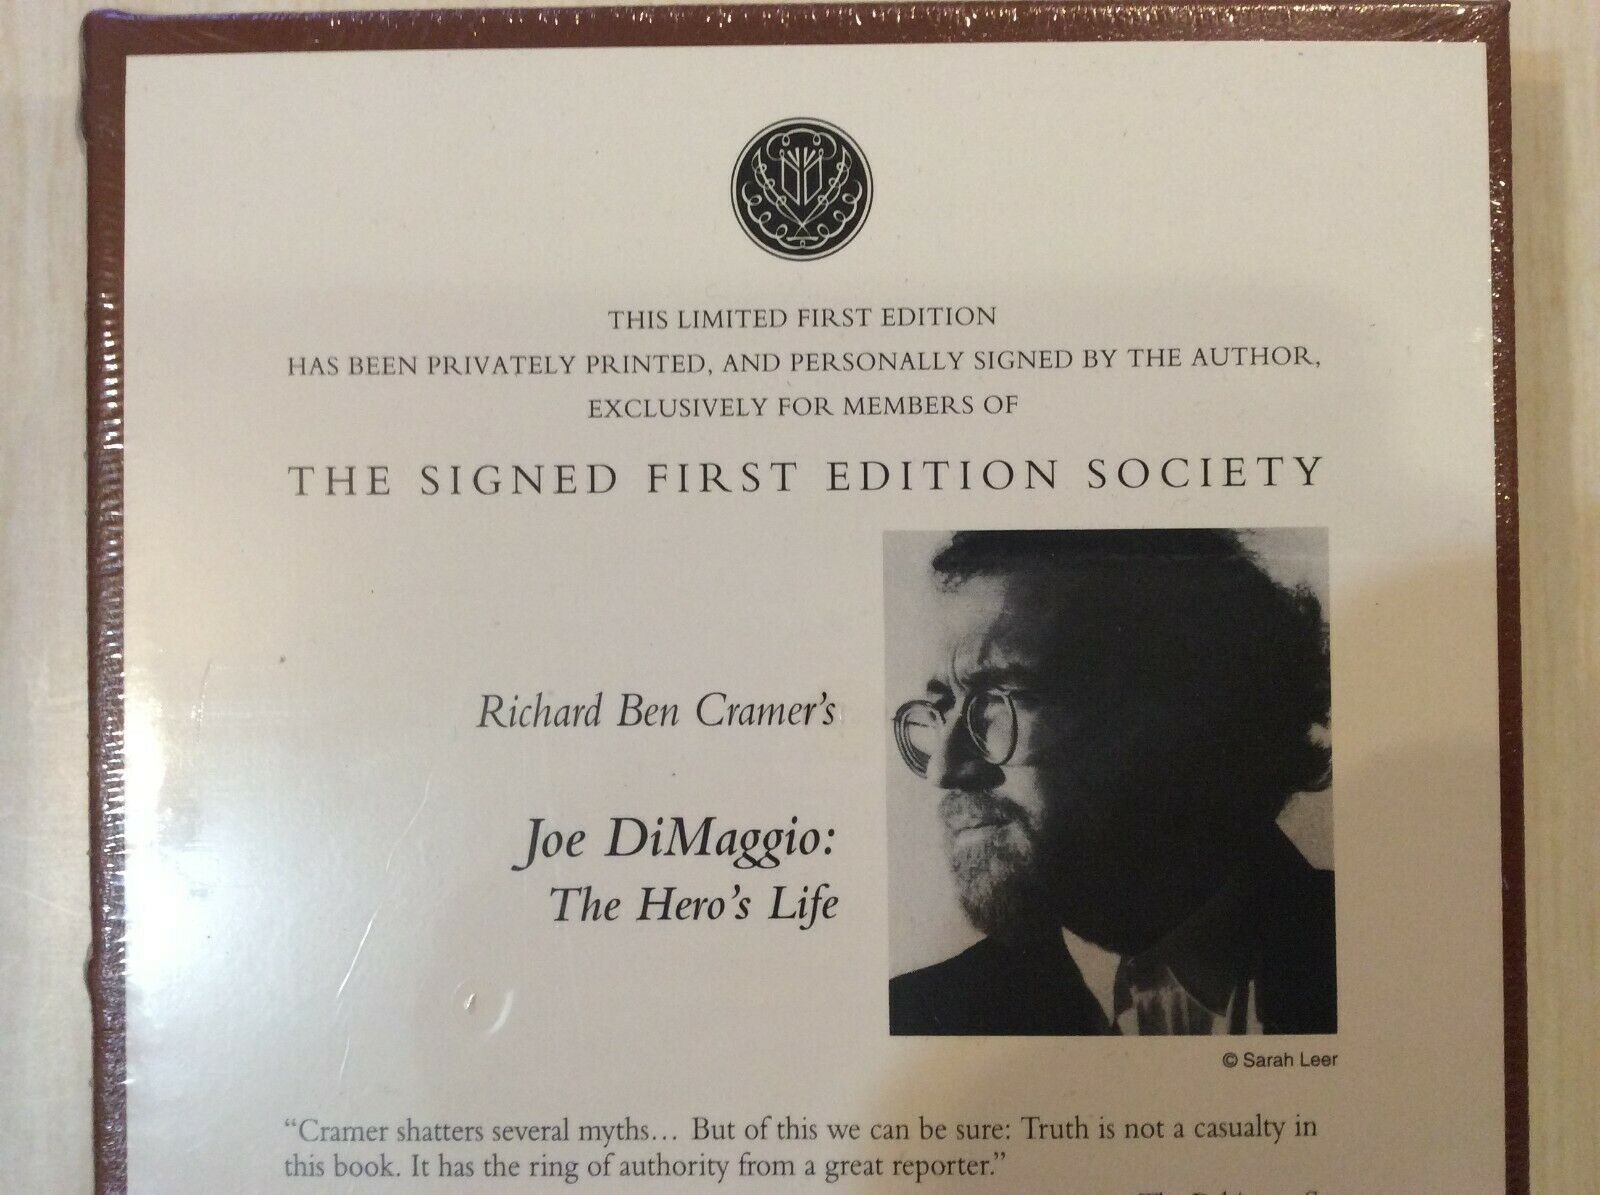 THIS LIMITED FIRST EDITION
HAS BEEN PRIVATELY PRINTED, AND PERSONALLY SIGNED BY THE AUTHOR,
EXCLUSIVELY FOR MEMBERS OF
THE SIGNED FIRST EDITION SOCIETY
Richard Ben Cramer's
Joe DiMaggio:
The Hero's Life
© Sarah Leer
“Cramer shatters several myths… But of this we can be sure: Truth is not a casualty in
this book. It has the ring of authority from a great reporter.”